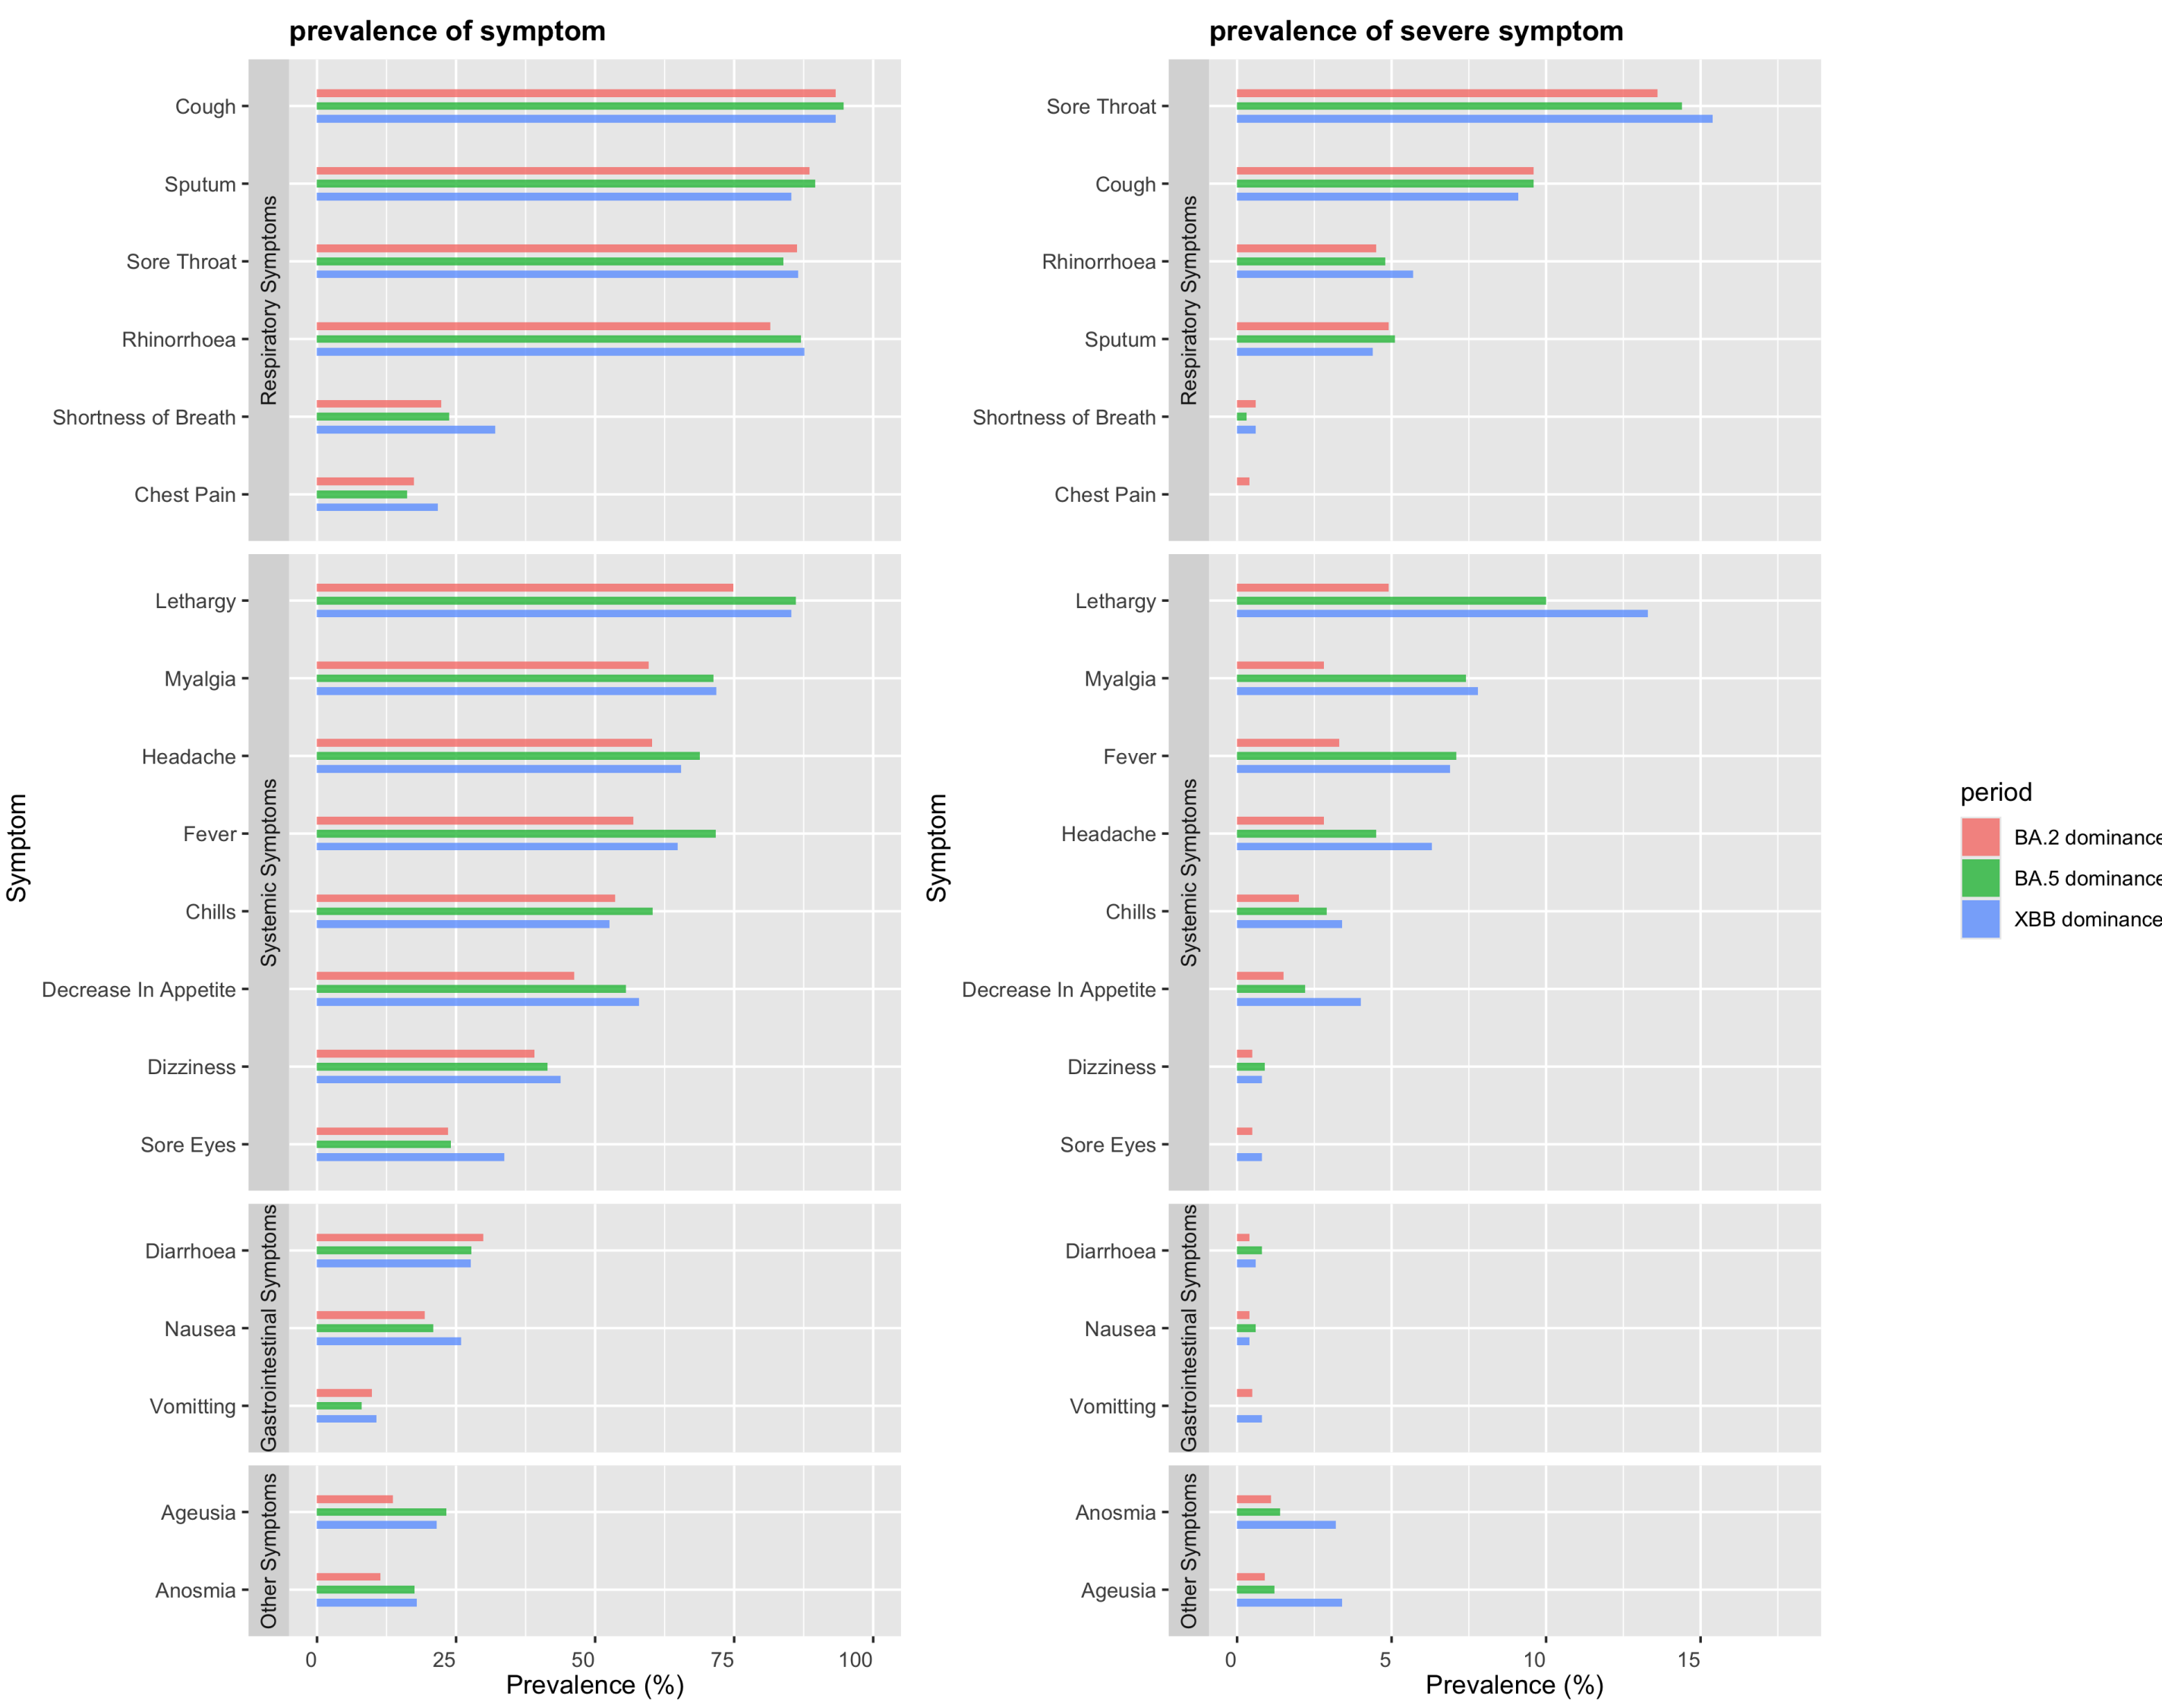 prevalence of symptom
Symptom
Cough
Sputum
Sore Throat
Rhinorrhoea
Shortness of Breath
Chest Pain
Respiratory Symptoms
Lethargy
Myalgia
Headache
Fever
Chills
Decrease In Appetite
Dizziness
Sore Eyes
Systemic Symptoms
Diarrhoea
Nausea
Vomitting
Gastrointestinal Symptoms
Ageusia
Anosmia
Other Symptoms
0 25 50 75 100
Prevalence (%)
prevalence of severe symptom
Symptom
Sore Throat
Cough
Rhinorrhoea
Sputum
Shortness of Breath
Chest Pain
Respiratory Symptoms
Lethargy
Myalgia
Fever
Headache
Chills
Decrease In Appetite
Dizziness
Sore Eyes
Systemic Symptoms
Diarrhoea
Nausea
Vomitting
Gastrointestinal Symptoms
Anosmia
Ageusia
Other Symptoms
0 5 10 15
Prevalence (%)
period
BA.2 dominance
BA.5 dominance
XBB dominance